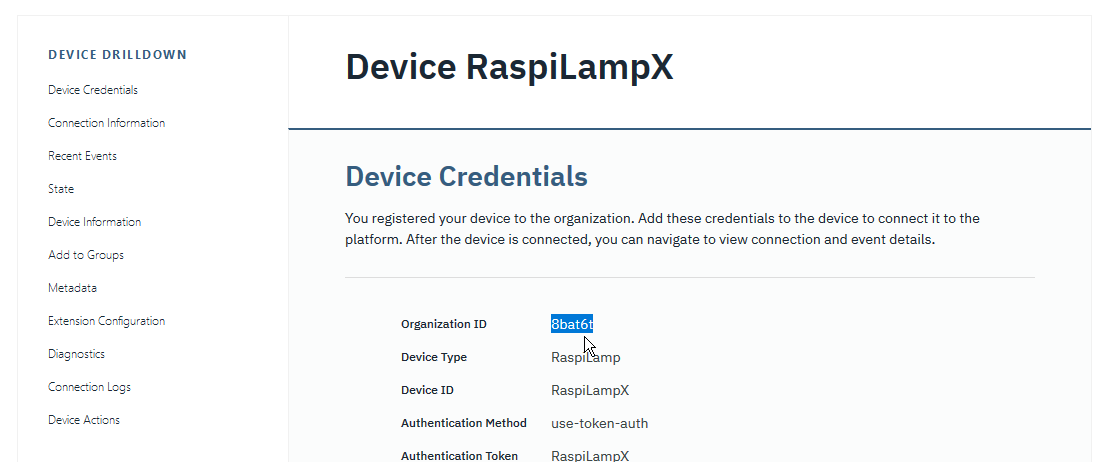 DEVICE DRILLDOWN
Device Credentials
Connection Information
Recent Events
State
Device Information
Add to Groups
Metadata
Extension Configuration
Diagnostics
Connection Logs
Device Actions
Device RaspiLampX
Device Credentials
You registered your device to the organization. Add these credentials to the device to connect it to the
platform. After the device is connected, you can navigate to view connection and event details.
Organization ID 8bat6t
Device Type RaspiLamp
Device ID RaspiLampX
Authentication Method use-token-auth
Authentication Token RaspiLampX